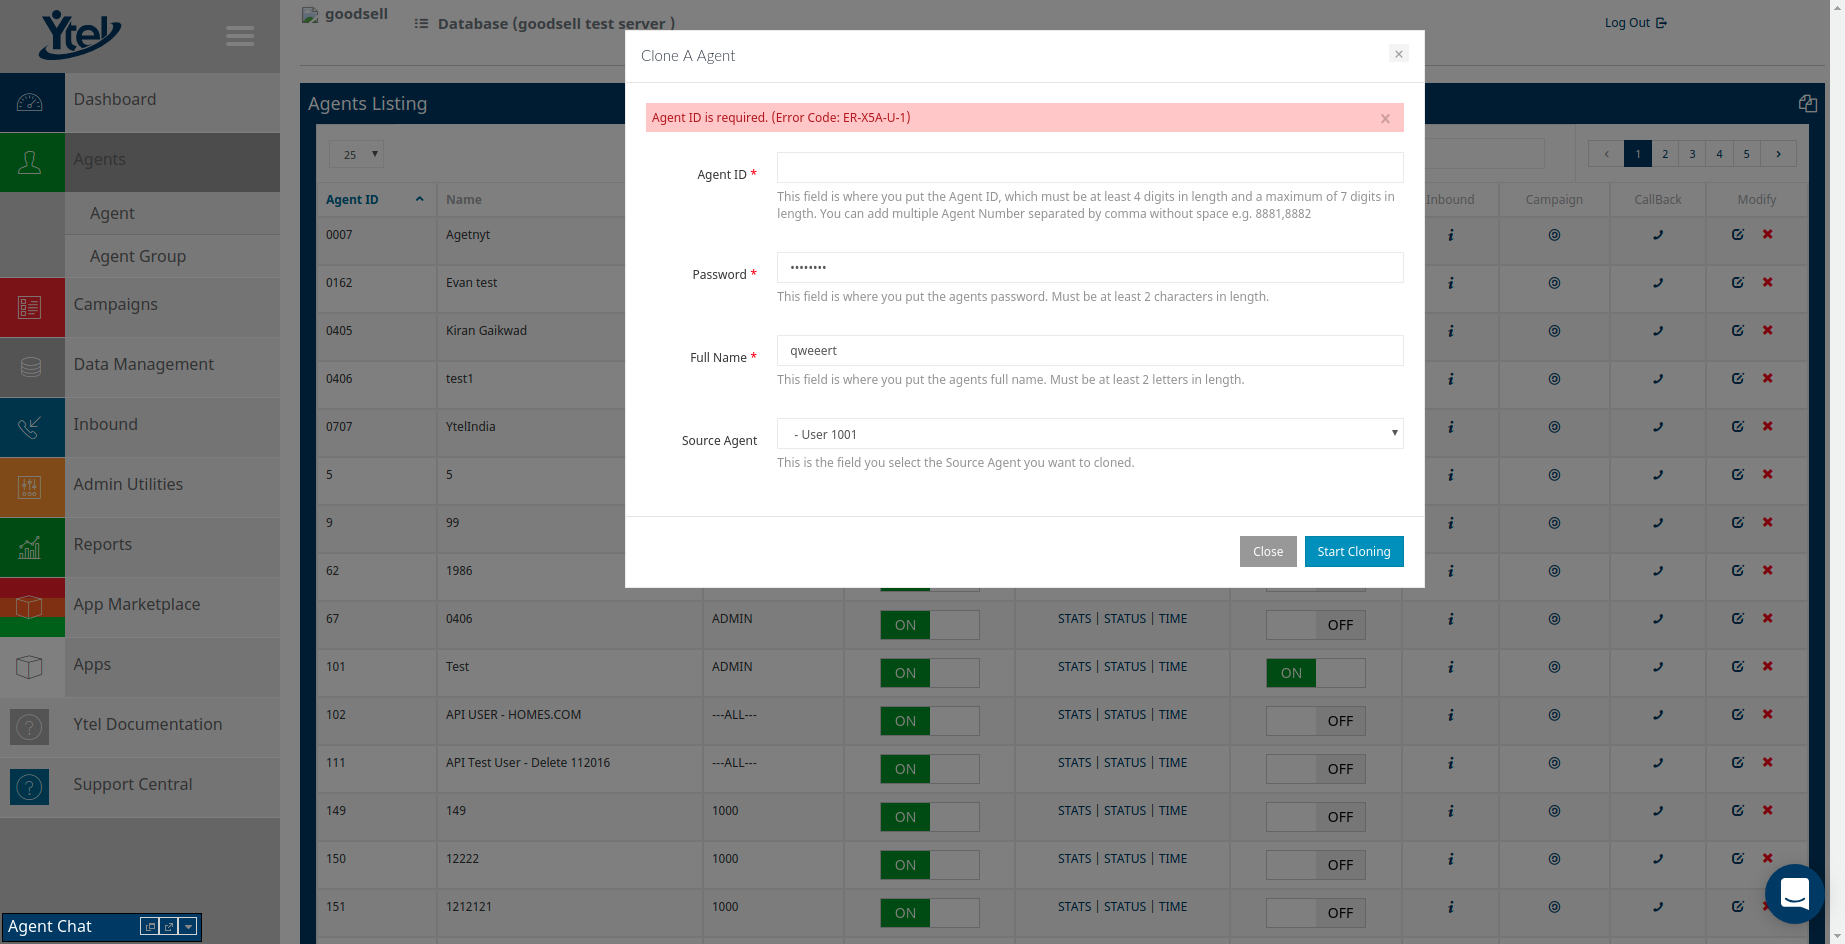 Ytel
goodsell
Database (goodsell test server )
Log Out
Dashboard
Agents
Agent
Agent Group
Campaigns
Data Management
Inbound
Admin Utilities
Reports
App Marketplace
Apps
Ytel Documentation
Support Central
Agent Chat
Clone A Agent
×
Agent ID is required. (Error Code: ER-X5A-U-1)
×
Agent ID *
This field is where you put the Agent ID, which must be at least 4 digits in length and a maximum of 7 digits in
length. You can add multiple Agent Number separated by comma without space e.g. 8881,8882
Password *
••••••••
This field is where you put the agents password. Must be at least 2 characters in length.
Full Name *
qweeert
This field is where you put the agents full name. Must be at least 2 letters in length.
Source Agent
- User 1001
This is the field you select the Source Agent you want to cloned.
Close
Start Cloning
Agents Listing
25
‹ 1 2 3 4 5 ›
Agent ID Name Inbound Campaign CallBack Modify
0007 Agetnyt
0162 Evan test
0405 Kiran Gaikwad
0406 test1
0707 YtelIndia
5 5
9 99
62 1986
67 0406 ADMIN ON STATS | STATUS | TIME OFF
101 Test ADMIN ON STATS | STATUS | TIME ON
102 API USER - HOMES.COM ---ALL--- ON STATS | STATUS | TIME OFF
111 API Test User - Delete 112016 ---ALL--- ON STATS | STATUS | TIME OFF
149 149 1000 ON STATS | STATUS | TIME OFF
150 12222 1000 ON STATS | STATUS | TIME OFF
151 1212121 1000 ON STATS | STATUS | TIME OFF